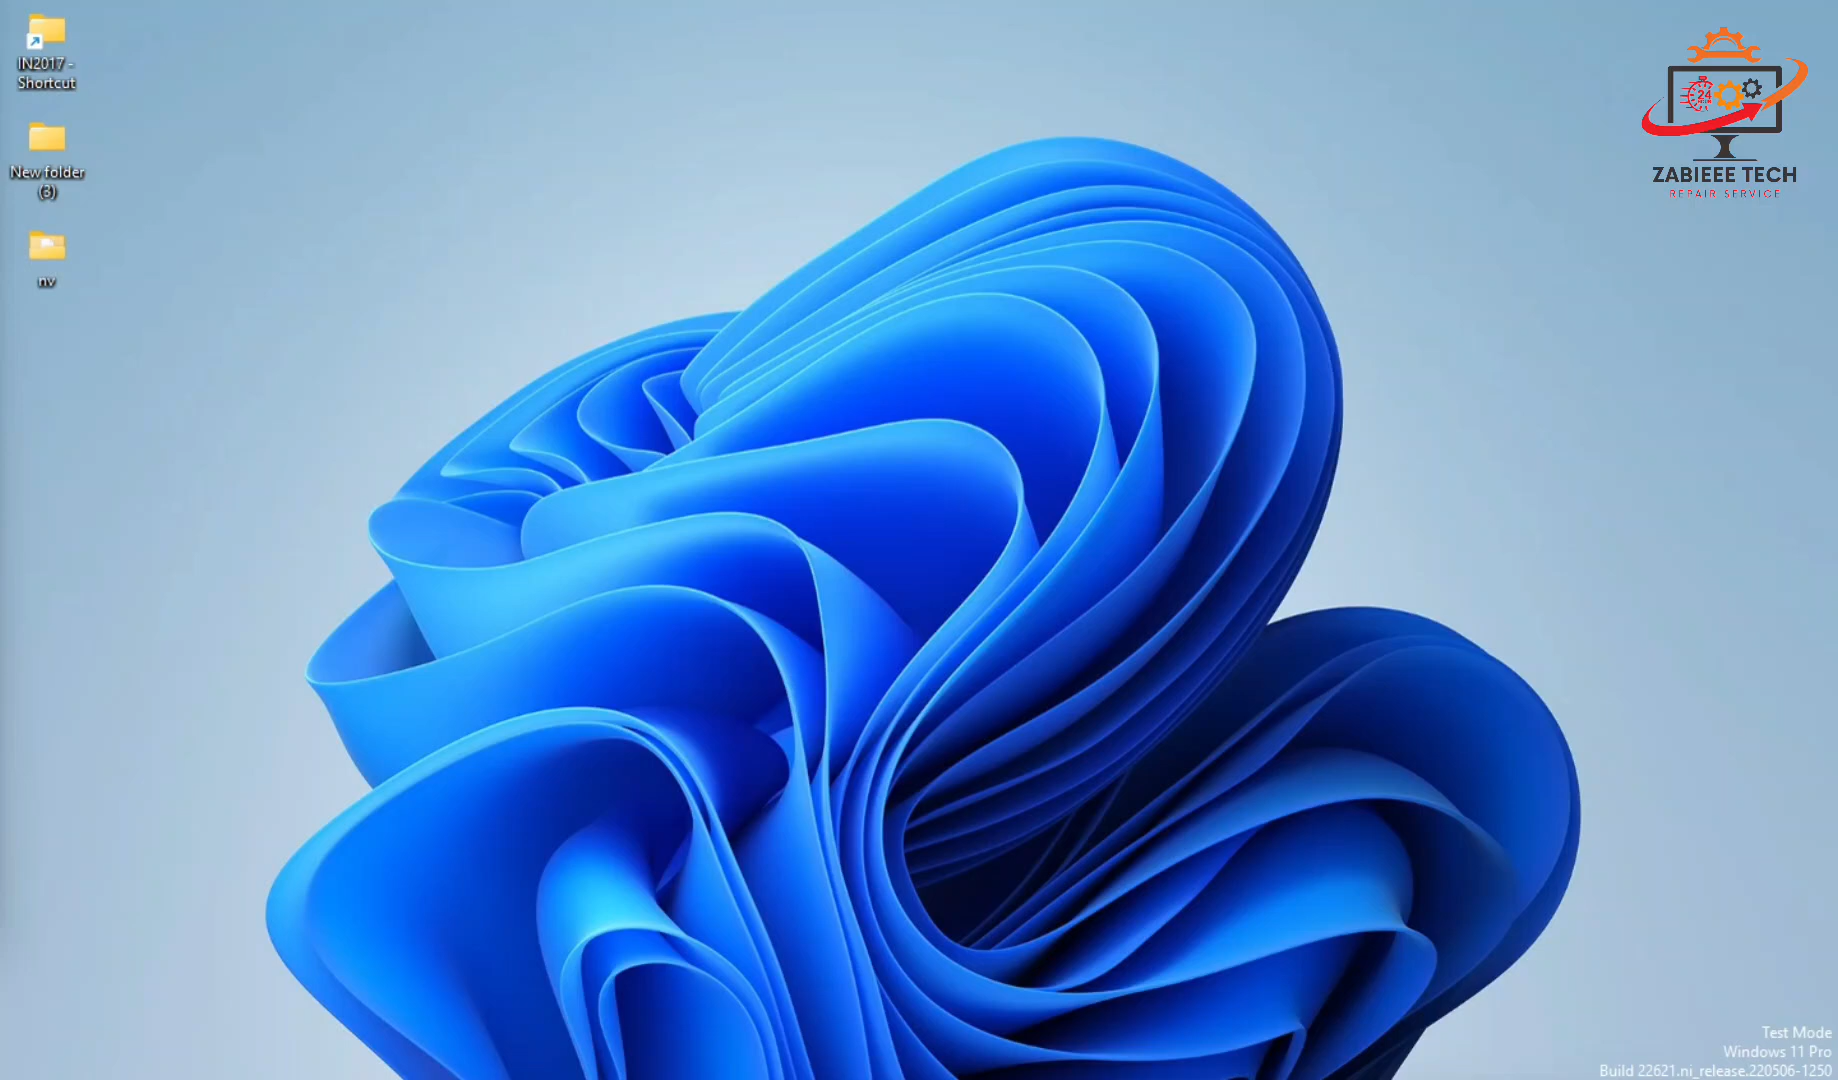 IN2017 -
Shortcut
New folder
(3)
nv
24
ZABIEEE TECH
REPAIR SERVICE
Test Mode
Windows 11 Pro
Build 22621.ni_release.220506-1250